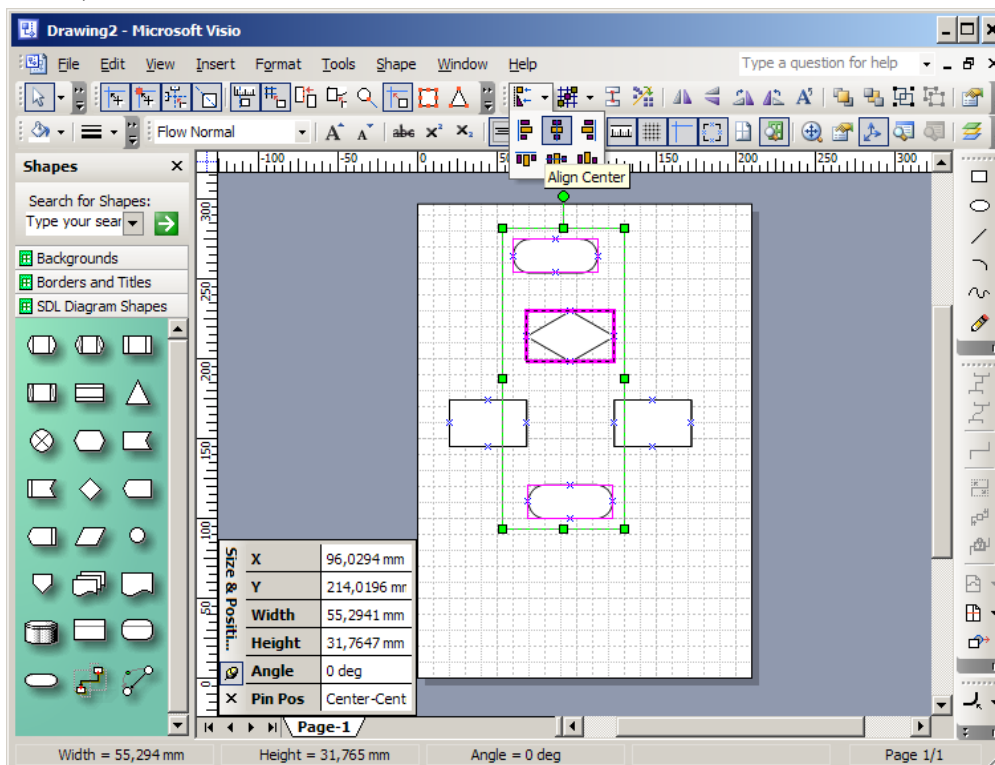 Drawing2 - Microsoft Visio
File Edit View Insert Format Tools Shape Window Help Type a question for help
Flow Normal A A abc x² x₂
Shapes
Search for Shapes:
Type your sear
Backgrounds
Borders and Titles
SDL Diagram Shapes
-100 -50 0 50 150 200 250 300
Align Center
300
250
200
150
100
50
0
Size & Positi...
X 96,0294 mm
Y 214,0196 mr
Width 55,2941 mm
Height 31,7647 mm
Angle 0 deg
Pin Pos Center-Cent
Page-1
Width = 55,294 mm Height = 31,765 mm Angle = 0 deg Page 1/1